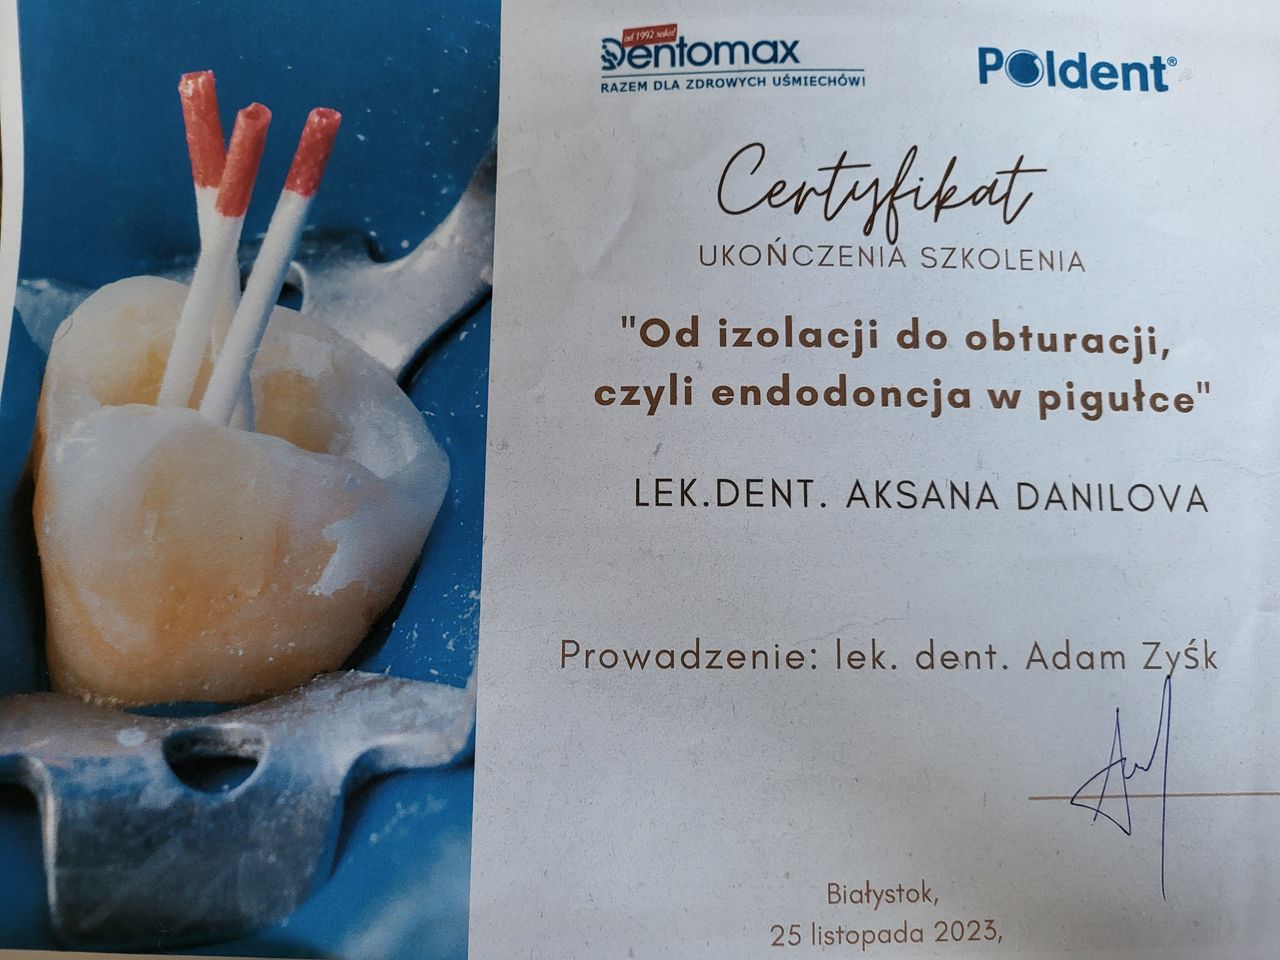 od 1992 roku!
Dentomax
RAZEM DLA ZDROWYCH UŚMIECHÓW!
Poldent®
Certyfikat
UKOŃCZENIA SZKOLENIA
"Od izolacji do obturacji,
czyli endodoncja w pigułce"
LEK.DENT. AKSANA DANILOVA
Prowadzenie: lek. dent. Adam Zyśk
Białystok,
25 listopada 2023,